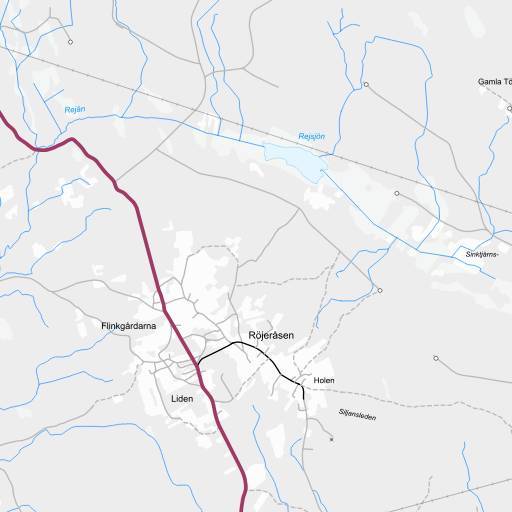 Gamla Tö
Rejån
Rejsjön
Sinktjärns-
Flinkgårdarna
Röjeråsen
Holen
Liden
Siljansleden